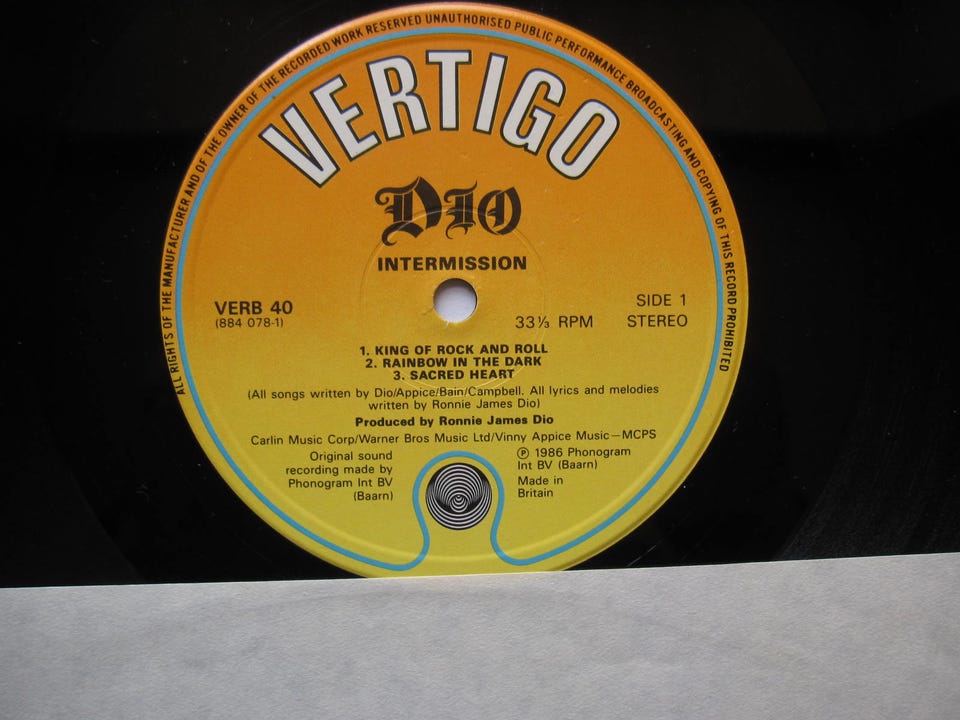 ALL RIGHTS OF THE MANUFACTURER AND OF THE OWNER OF THE RECORDED WORK RESERVED UNAUTHORISED PUBLIC PERFORMANCE BROADCASTING AND COPYING OF THIS RECORD PROHIBITED
VERTIGO
DIO
INTERMISSION
VERB 40
(884 078-1)
33⅓ RPM
SIDE 1
STEREO
1. KING OF ROCK AND ROLL
2. RAINBOW IN THE DARK
3. SACRED HEART
(All songs written by Dio/Appice/Bain/Campbell. All lyrics and melodies
written by Ronnie James Dio)
Produced by Ronnie James Dio
Carlin Music Corp/Warner Bros Music Ltd/Vinny Appice Music—MCPS
Original sound
recording made by
Phonogram Int BV
(Baarn)
℗ 1986 Phonogram
Int BV (Baarn)
Made in
Britain